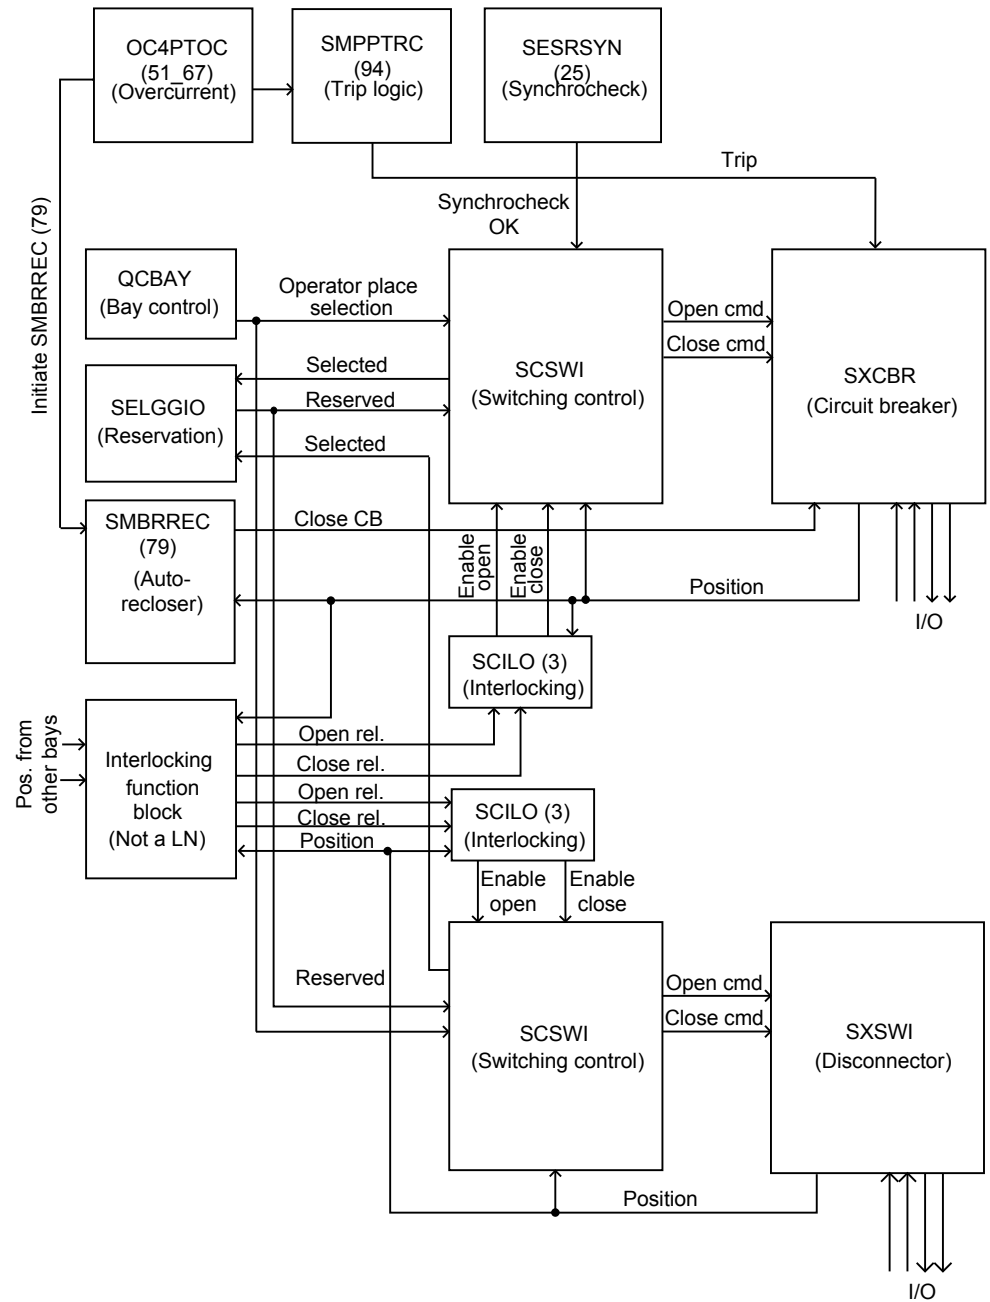 OC4PTOC
(51_67)
(Overcurrent)
SMPPTRC
(94)
(Trip logic)
SESRSYN
(25)
(Synchrocheck)
Trip
Synchrocheck
OK
Initiate SMBRREC (79)
QCBAY
(Bay control)
Operator place
selection
Open cmd
Close cmd
SCSWI
(Switching control)
SXCBR
(Circuit breaker)
Selected
SELGGIO
(Reservation)
Reserved
Selected
SMBRREC
(79)
(Auto-
recloser)
Close CB
Enable
open
Enable
close
Position
I/O
SCILO (3)
(Interlocking)
Pos. from
other bays
Interlocking
function
block
(Not a LN)
Open rel.
Close rel.
Open rel.
Close rel.
Position
SCILO (3)
(Interlocking)
Enable
open
Enable
close
Reserved
SCSWI
(Switching control)
Open cmd
Close cmd
SXSWI
(Disconnector)
Position
I/O